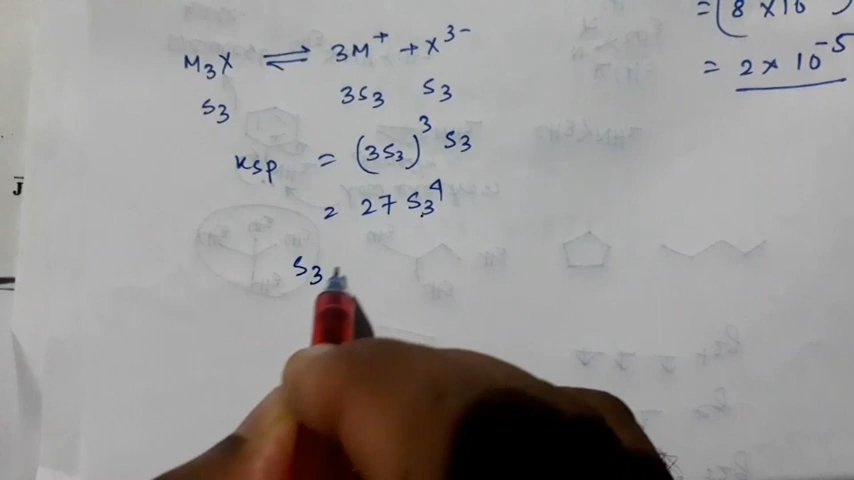 M₃X ⇌ 3M⁺ + X³⁻
S₃ 3S₃ S₃
Ksp = (3S₃)³ S₃
= 27 S₃⁴
S₃
= (8 × 10
= 2 × 10⁻⁵